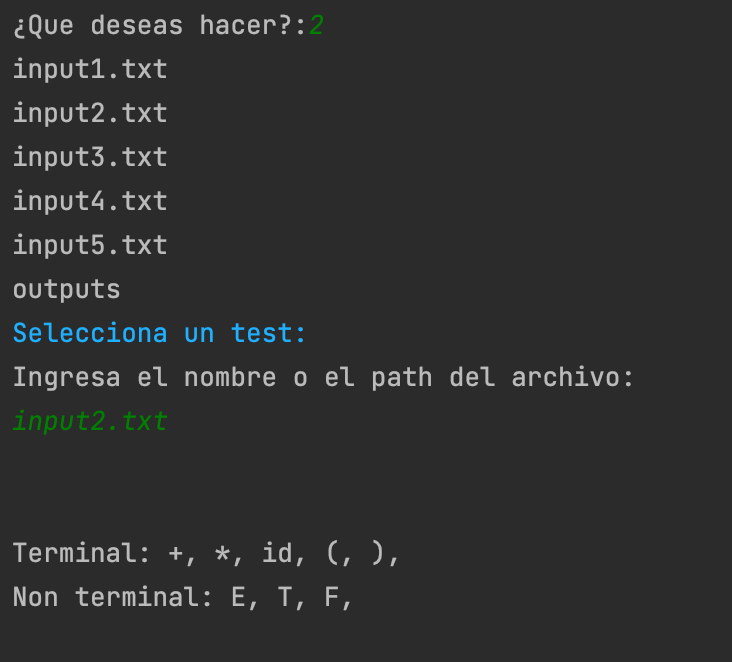 ¿Que deseas hacer?:2
input1.txt
input2.txt
input3.txt
input4.txt
input5.txt
outputs
Selecciona un test:
Ingresa el nombre o el path del archivo:
input2.txt
Terminal: +, *, id, (, ),
Non terminal: E, T, F,